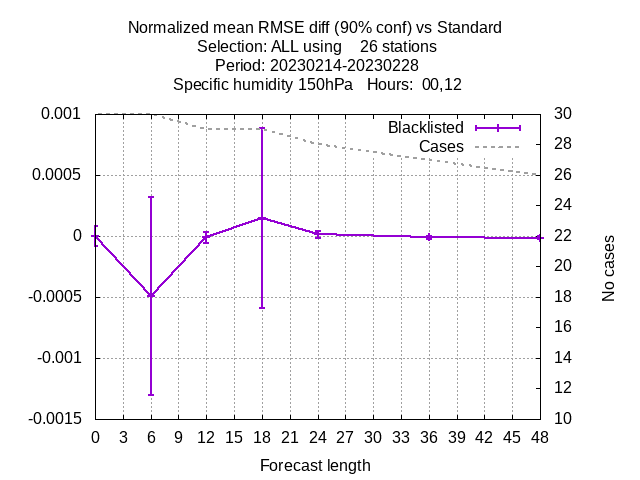 Normalized mean RMSE diff (90% conf) vs Standard
Selection: ALL using    26 stations
Period: 20230214-20230228
Specific humidity 150hPa   Hours:  00,12
Blacklisted
Cases
0.001
0.0005
0
-0.0005
-0.001
-0.0015
30
28
26
24
22
20
18
16
14
12
10
No cases
0 3 6 9 12 15 18 21 24 27 30 33 36 39 42 45 48
Forecast length